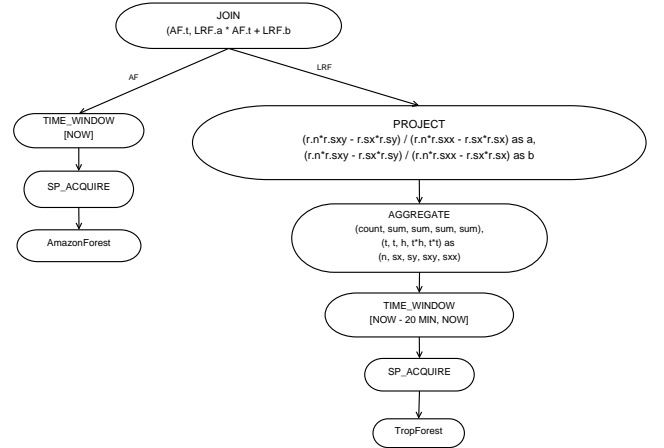 JOIN
(AF.t, LRF.a * AF.t + LRF.b
AF
LRF
TIME_WINDOW
[NOW]
PROJECT
(r.n*r.sxy - r.sx*r.sy) / (r.n*r.sxx - r.sx*r.sx) as a,
(r.n*r.sxy - r.sx*r.sy) / (r.n*r.sxx - r.sx*r.sx) as b
SP_ACQUIRE
AGGREGATE
(count, sum, sum, sum, sum),
(t, t, h, t*h, t*t) as
(n, sx, sy, sxy, sxx)
AmazonForest
TIME_WINDOW
[NOW - 20 MIN, NOW]
SP_ACQUIRE
TropForest